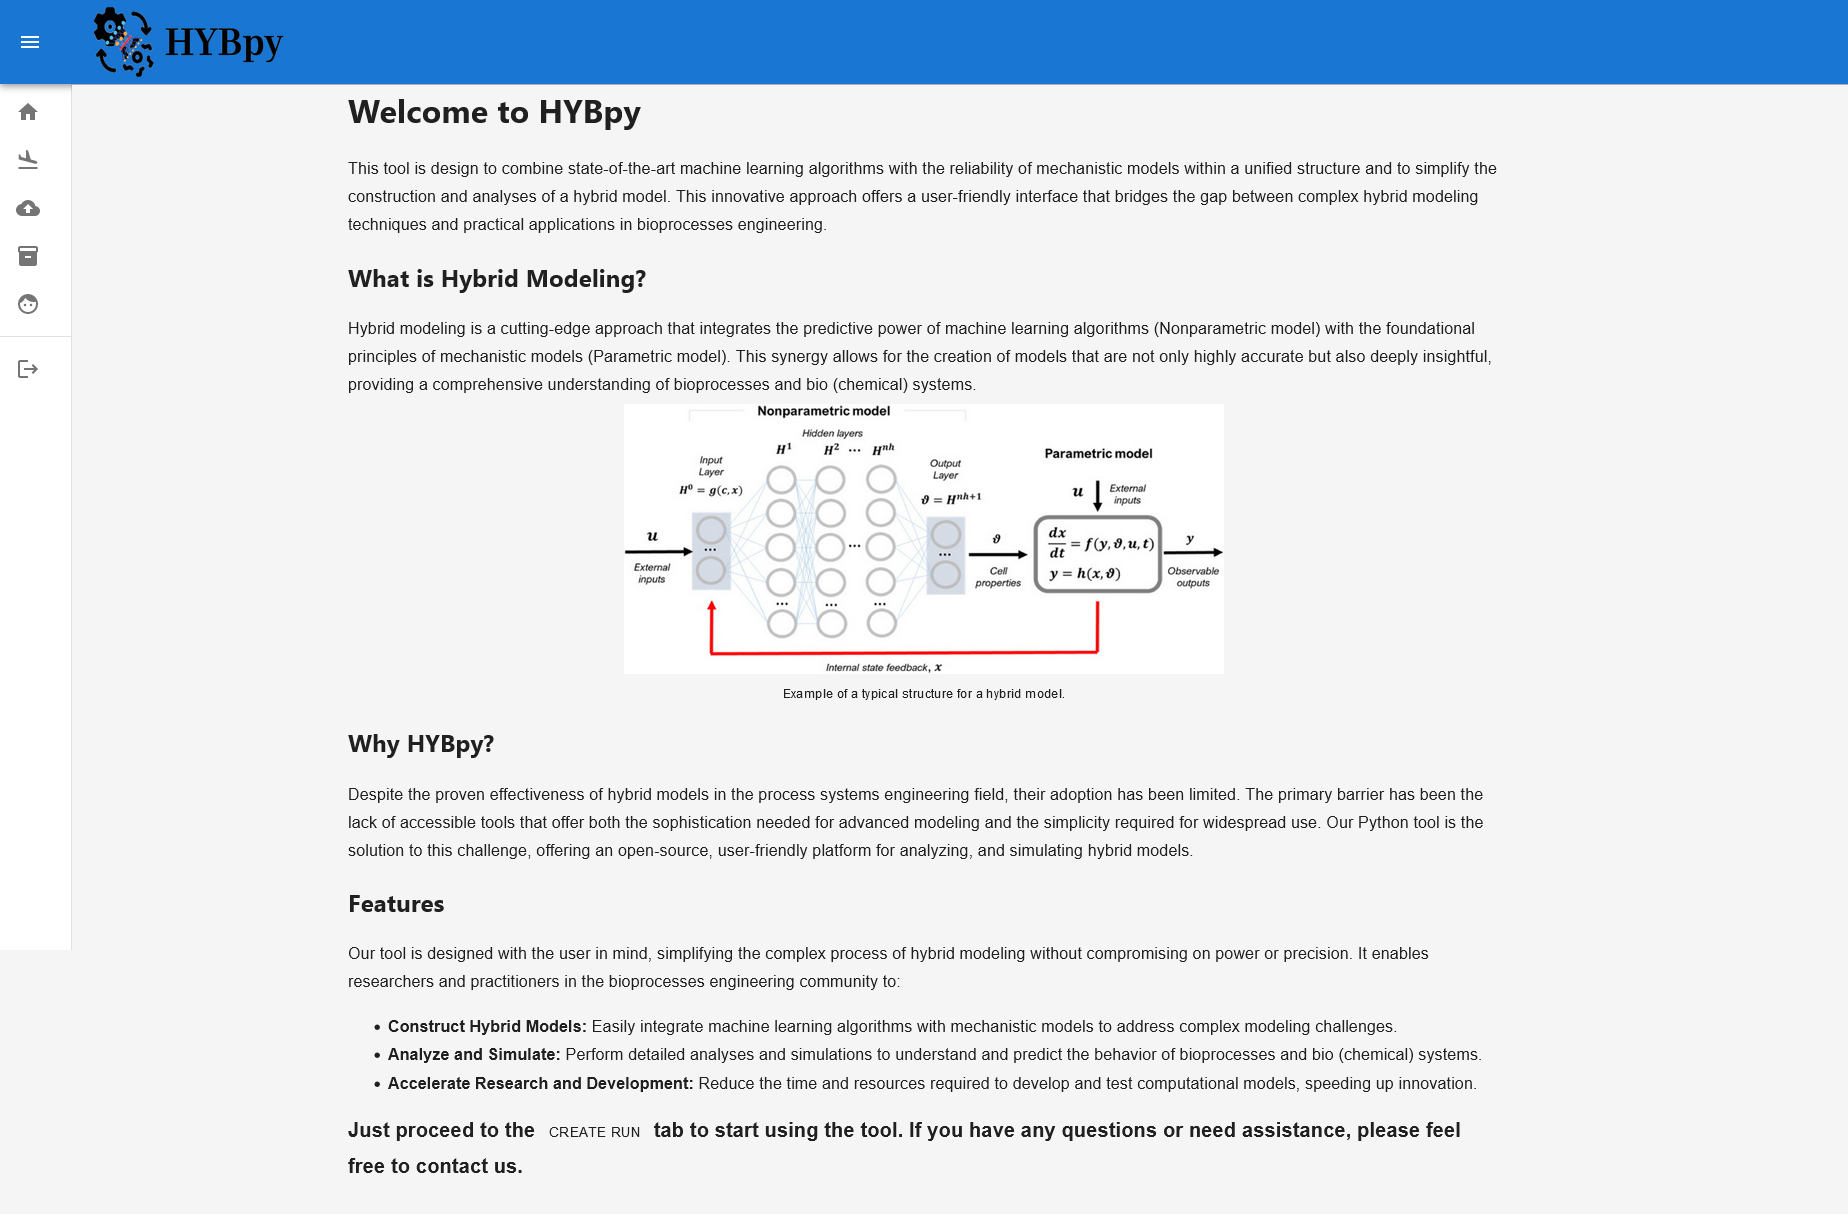 HYBpy
Welcome to HYBpy
This tool is design to combine state-of-the-art machine learning algorithms with the reliability of mechanistic models within a unified structure and to simplify the
construction and analyses of a hybrid model. This innovative approach offers a user-friendly interface that bridges the gap between complex hybrid modeling
techniques and practical applications in bioprocesses engineering.
What is Hybrid Modeling?
Hybrid modeling is a cutting-edge approach that integrates the predictive power of machine learning algorithms (Nonparametric model) with the foundational
principles of mechanistic models (Parametric model). This synergy allows for the creation of models that are not only highly accurate but also deeply insightful,
providing a comprehensive understanding of bioprocesses and bio (chemical) systems.
Nonparametric model
Hidden layers
H¹ H² ··· Hⁿʰ
Input
Layer
H⁰ = g(c,x)
Output
Layer
ϑ = Hⁿʰ⁺¹
Parametric model
u External
inputs
u
External
inputs
...
...
...
...
... ... ...
ϑ
Cell
properties
dx/dt = f(y,ϑ,u,t)
y = h(x,ϑ)
y
Observable
outputs
Internal state feedback, x
Example of a typical structure for a hybrid model.
Why HYBpy?
Despite the proven effectiveness of hybrid models in the process systems engineering field, their adoption has been limited. The primary barrier has been the
lack of accessible tools that offer both the sophistication needed for advanced modeling and the simplicity required for widespread use. Our Python tool is the
solution to this challenge, offering an open-source, user-friendly platform for analyzing, and simulating hybrid models.
Features
Our tool is designed with the user in mind, simplifying the complex process of hybrid modeling without compromising on power or precision. It enables
researchers and practitioners in the bioprocesses engineering community to:
• Construct Hybrid Models: Easily integrate machine learning algorithms with mechanistic models to address complex modeling challenges.
• Analyze and Simulate: Perform detailed analyses and simulations to understand and predict the behavior of bioprocesses and bio (chemical) systems.
• Accelerate Research and Development: Reduce the time and resources required to develop and test computational models, speeding up innovation.
Just proceed to the CREATE RUN tab to start using the tool. If you have any questions or need assistance, please feel
free to contact us.